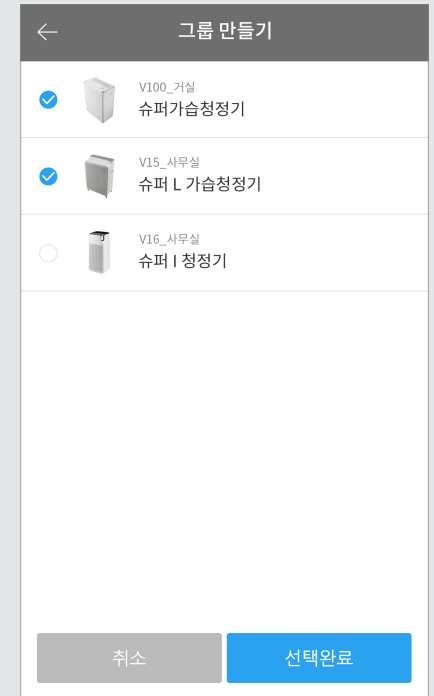 그룹 만들기
V100_거실
슈퍼가습청정기
V15_사무실
슈퍼 L 가습청정기
V16_사무실
슈퍼 I 청정기
취소
선택완료